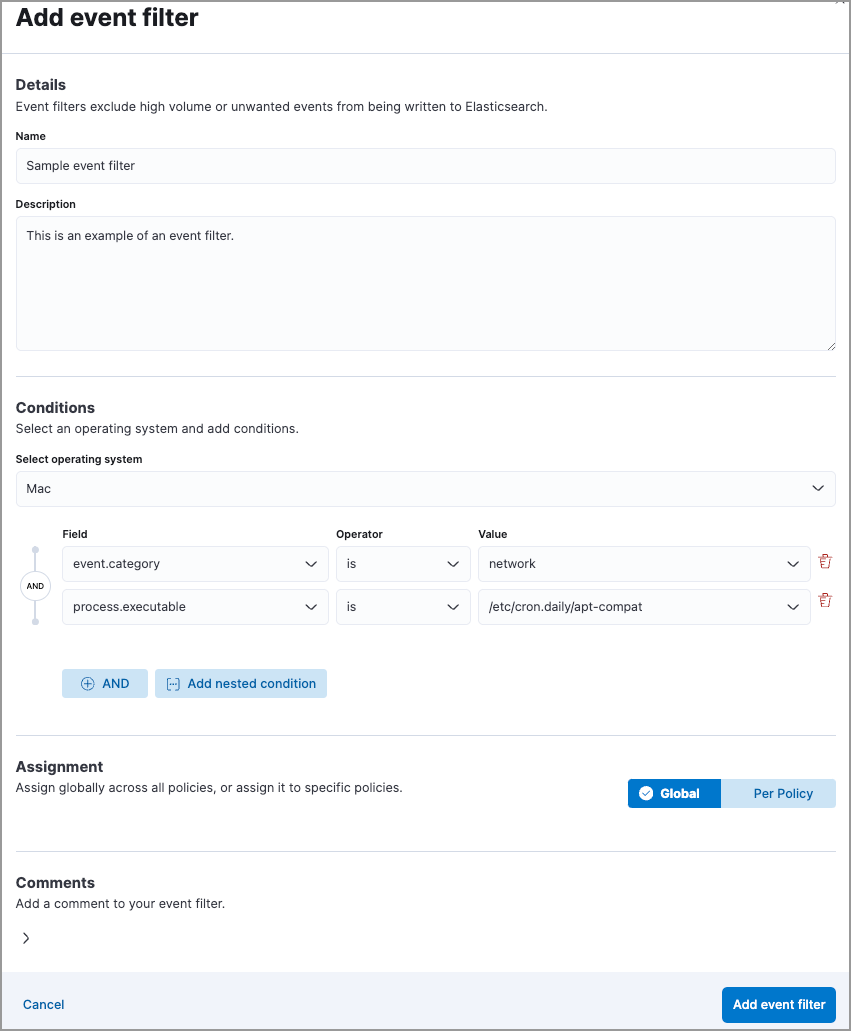 Add event filter
Details
Event filters exclude high volume or unwanted events from being written to Elasticsearch.
Name
Sample event filter
Description
This is an example of an event filter.
Conditions
Select an operating system and add conditions.
Select operating system
Mac
Field Operator Value
event.category is network
AND
process.executable is /etc/cron.daily/apt-compat
AND Add nested condition
Assignment
Assign globally across all policies, or assign it to specific policies.
Global Per Policy
Comments
Add a comment to your event filter.
Cancel Add event filter